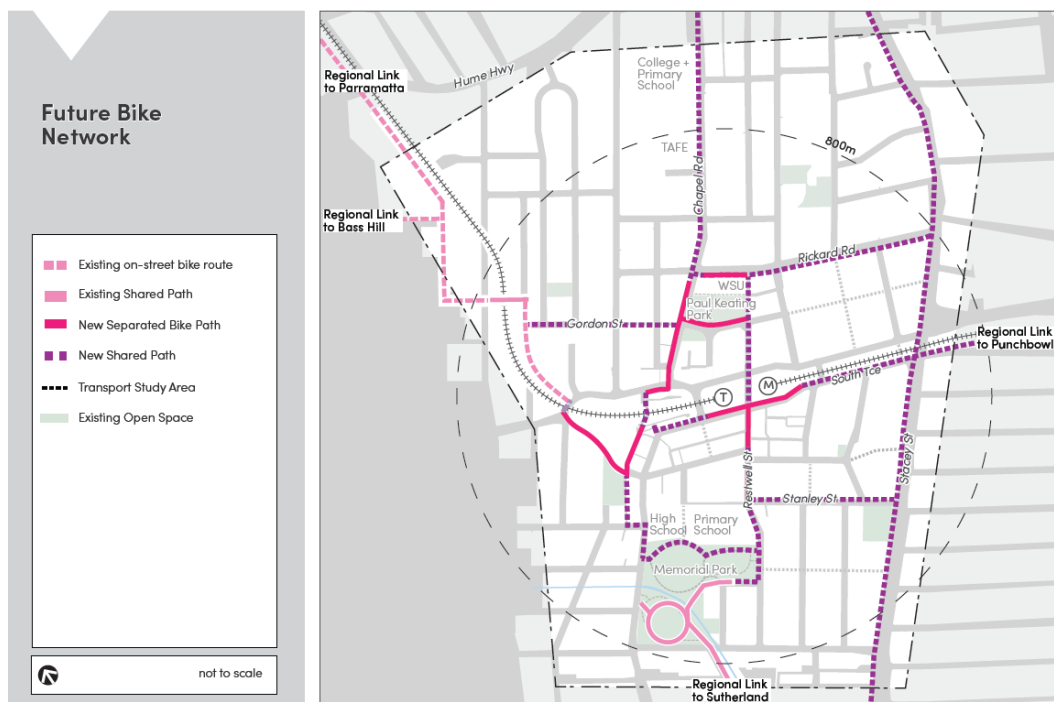 Future Bike
Network
Existing on-street bike route
Existing Shared Path
New Separated Bike Path
New Shared Path
Transport Study Area
Existing Open Space
not to scale
Regional Link
to Parramatta
Hume Hwy
College +
Primary
School
800m
TAFE
Chapel Rd
Regional Link
to Bass Hill
Rickard Rd
WSU
Paul Keating
Park
Gordon St
Regional Link
to Punchbowl
South Tce
M
T
Restwell St
Stacey St
Stanley St
High
School
Primary
School
Memorial Park
Regional Link
to Sutherland